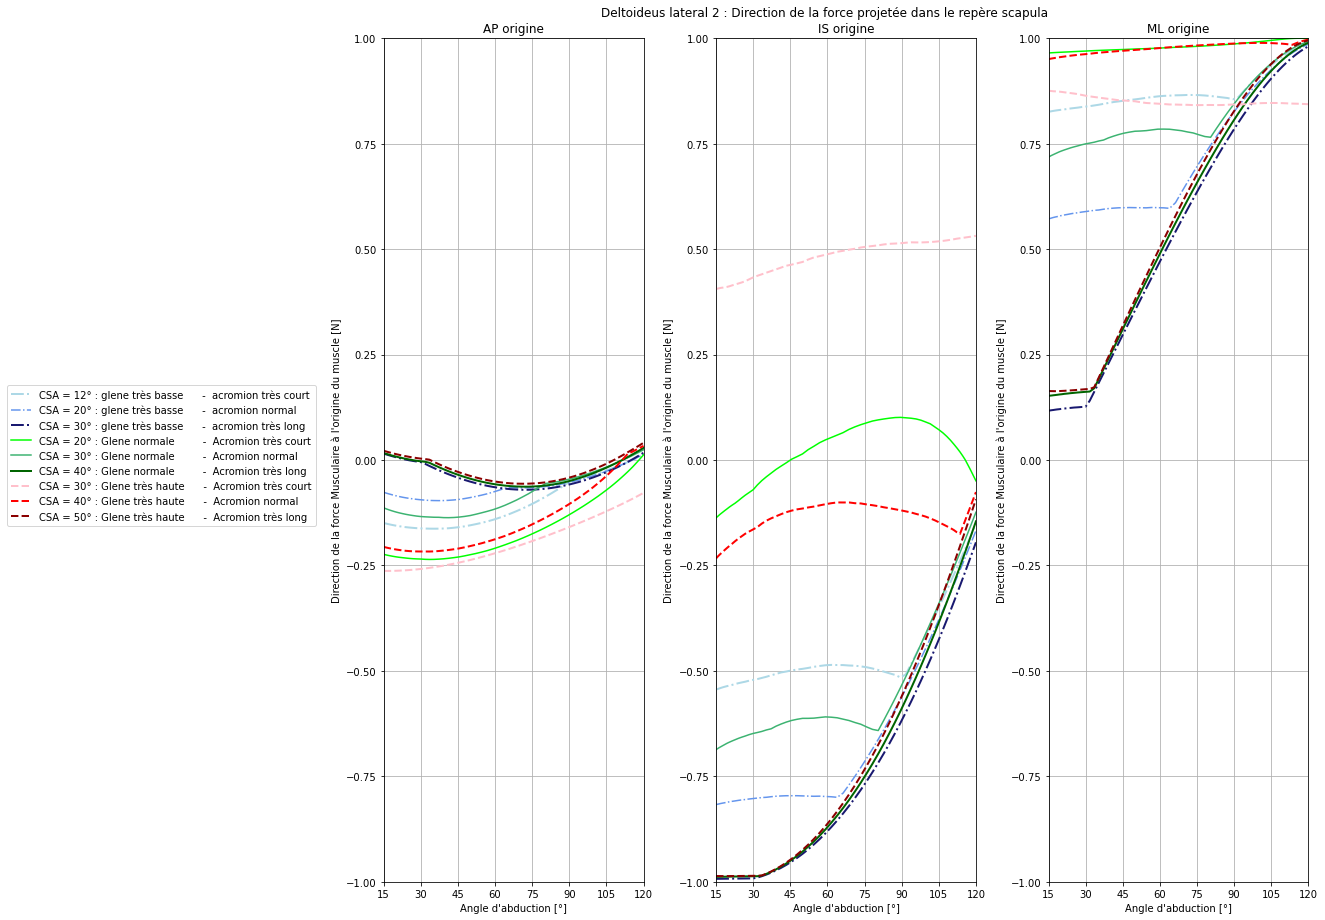 Deltoideus lateral 2 : Direction de la force projetée dans le repère scapula
AP origine
IS origine
ML origine
1.00
0.75
0.50
0.25
0.00
−0.25
−0.50
−0.75
−1.00
15 30 45 60 75 90 105 120
Angle d'abduction [°]
Direction de la force Musculaire à l'origine du muscle [N]
1.00
0.75
0.50
0.25
0.00
−0.25
−0.50
−0.75
−1.00
15 30 45 60 75 90 105 120
Angle d'abduction [°]
Direction de la force Musculaire à l'origine du muscle [N]
1.00
0.75
0.50
0.25
0.00
−0.25
−0.50
−0.75
−1.00
15 30 45 60 75 90 105 120
Angle d'abduction [°]
Direction de la force Musculaire à l'origine du muscle [N]
CSA = 12° : glene très basse - acromion très court
CSA = 20° : glene très basse - acromion normal
CSA = 30° : glene très basse - acromion très long
CSA = 20° : Glene normale - Acromion très court
CSA = 30° : Glene normale - Acromion normal
CSA = 40° : Glene normale - Acromion très long
CSA = 30° : Glene très haute - Acromion très court
CSA = 40° : Glene très haute - Acromion normal
CSA = 50° : Glene très haute - Acromion très long